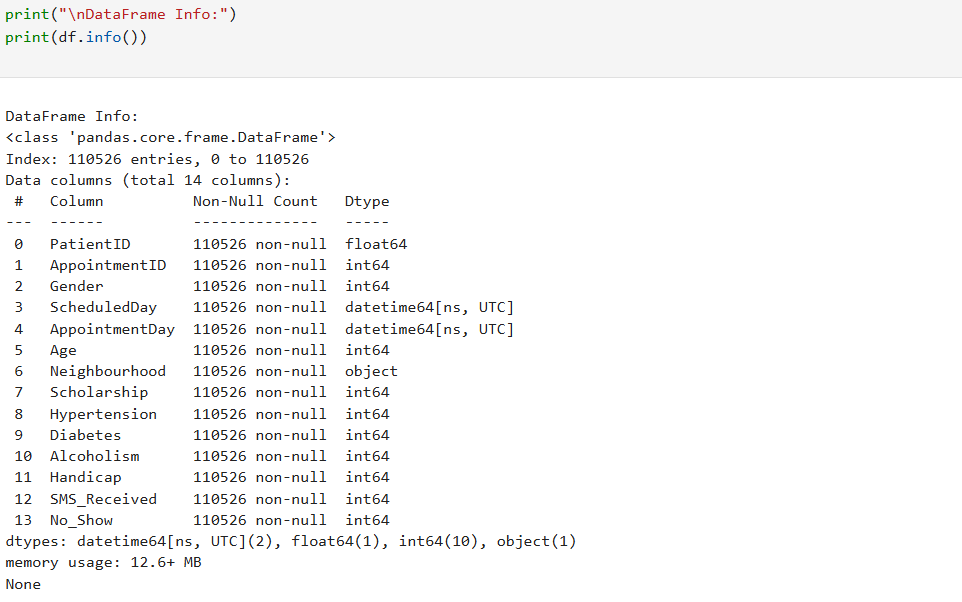 print("\nDataFrame Info:")
print(df.info())
DataFrame Info:
<class 'pandas.core.frame.DataFrame'>
Index: 110526 entries, 0 to 110526
Data columns (total 14 columns):
 #   Column          Non-Null Count   Dtype
---  ------          --------------   -----
 0   PatientID       110526 non-null  float64
 1   AppointmentID   110526 non-null  int64
 2   Gender          110526 non-null  int64
 3   ScheduledDay    110526 non-null  datetime64[ns, UTC]
 4   AppointmentDay  110526 non-null  datetime64[ns, UTC]
 5   Age             110526 non-null  int64
 6   Neighbourhood   110526 non-null  object
 7   Scholarship     110526 non-null  int64
 8   Hypertension    110526 non-null  int64
 9   Diabetes        110526 non-null  int64
 10  Alcoholism      110526 non-null  int64
 11  Handicap        110526 non-null  int64
 12  SMS_Received    110526 non-null  int64
 13  No_Show         110526 non-null  int64
dtypes: datetime64[ns, UTC](2), float64(1), int64(10), object(1)
memory usage: 12.6+ MB
None